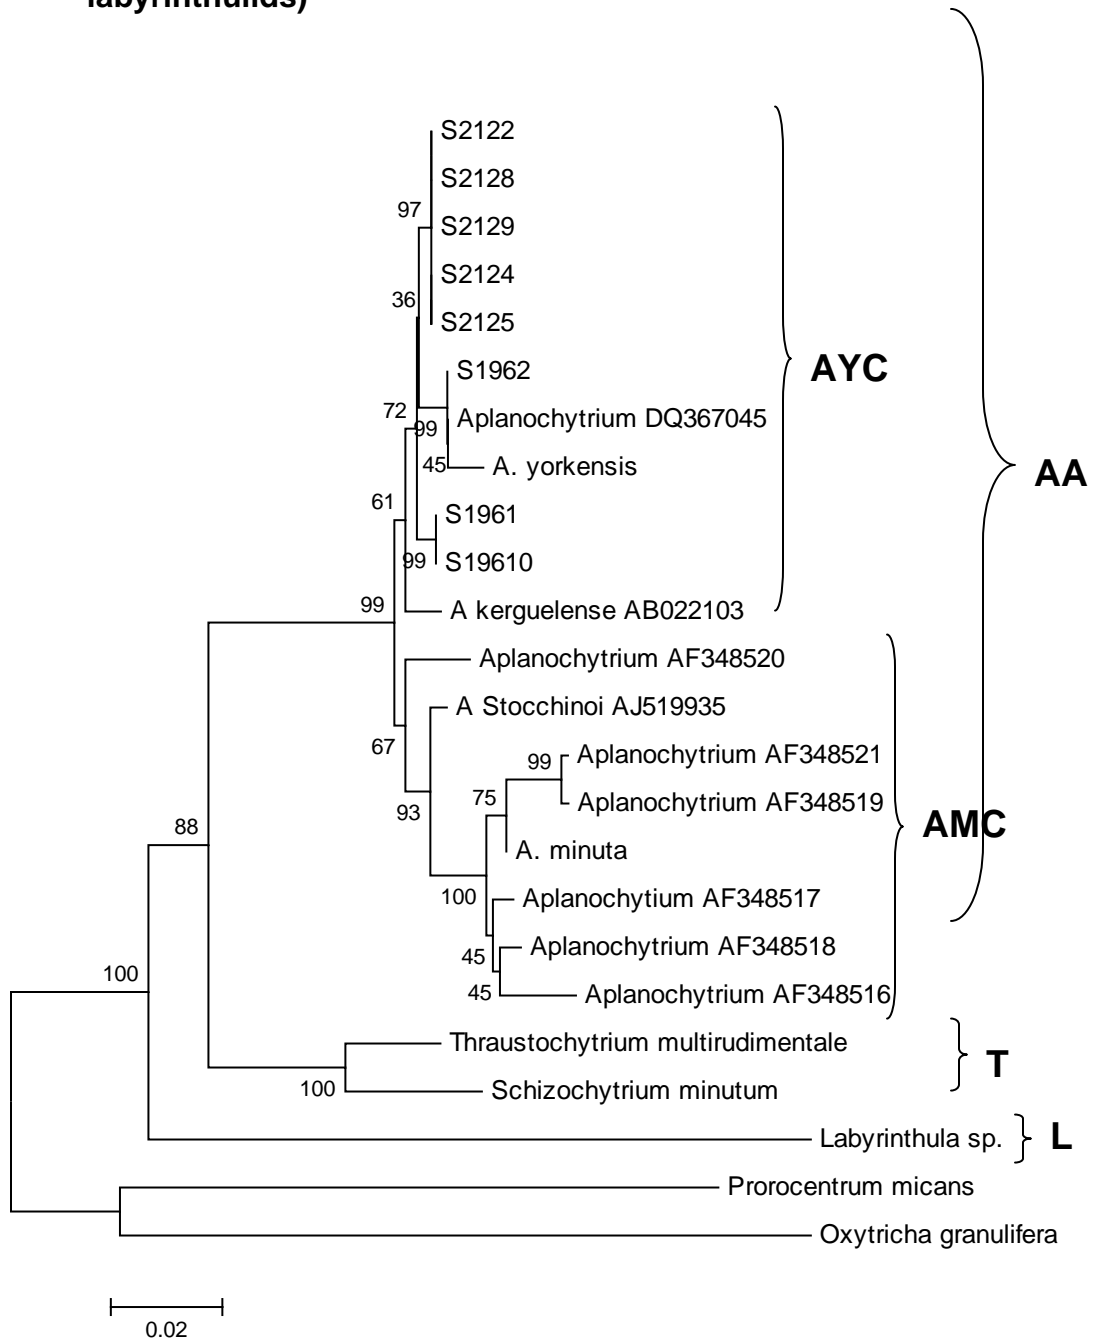 labyrinthulids)
S2122
S2128
97
S2129
S2124
36
S2125
S1962
AYC
72
99
Aplanochytrium DQ367045
45
A. yorkensis
AA
61
S1961
99
S19610
99
A kerguelense AB022103
Aplanochytrium AF348520
A Stocchinoi AJ519935
67
99
Aplanochytrium AF348521
75
Aplanochytrium AF348519
93
AMC
88
A. minuta
100
Aplanochytium AF348517
45
Aplanochytrium AF348518
100
45
Aplanochytrium AF348516
Thraustochytrium multirudimentale
T
100
Schizochytrium minutum
Labyrinthula sp.
L
Prorocentrum micans
Oxytricha granulifera
0.02